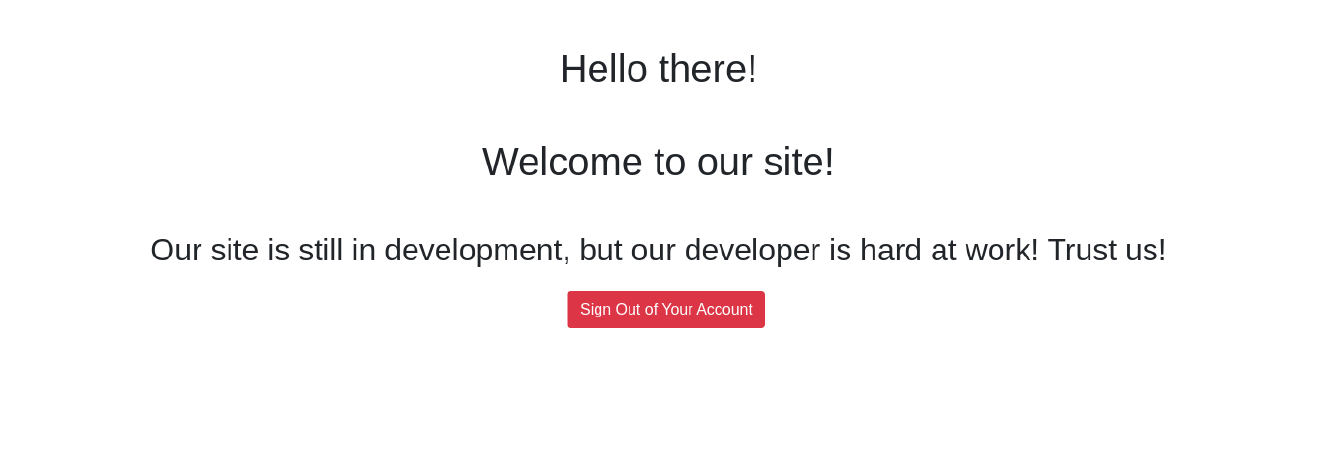 Hello there!
Welcome to our site!
Our site is still in development, but our developer is hard at work! Trust us!
Sign Out of Your Account